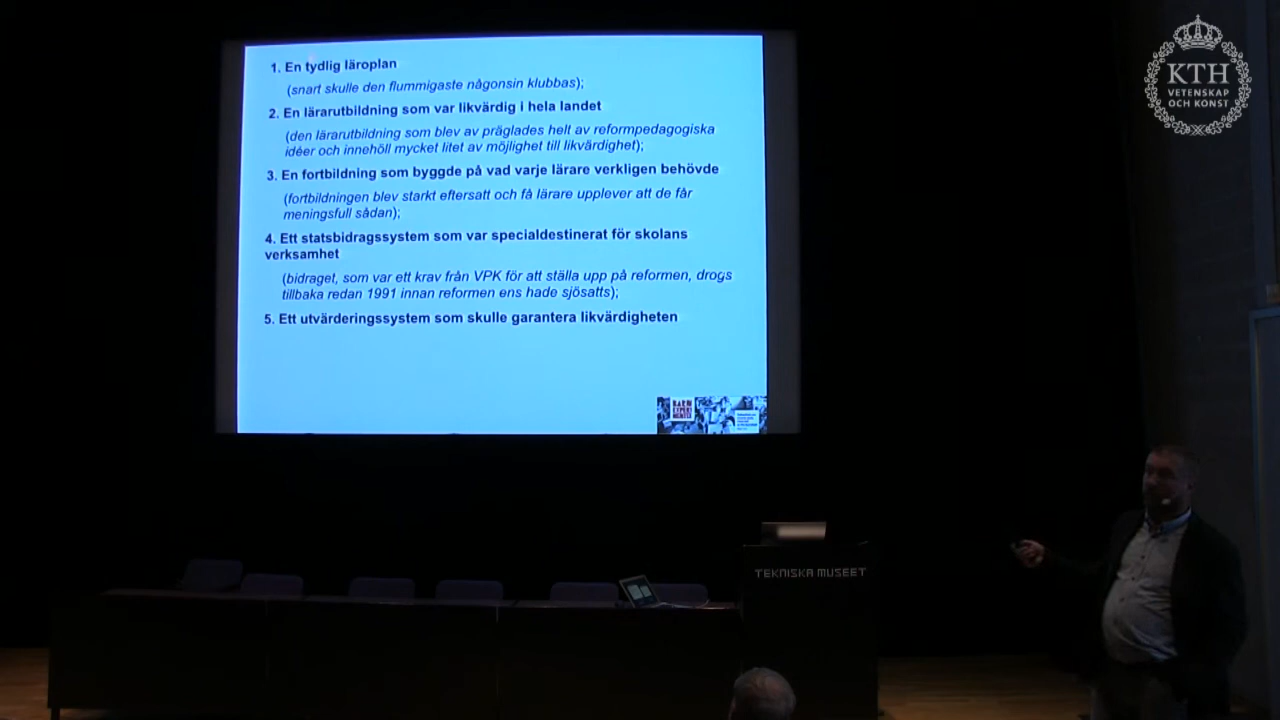 KTH
VETENSKAP
OCH KONST
1. En tydlig läroplan
(snart skulle den flummigaste någonsin klubbas);
2. En lärarutbildning som var likvärdig i hela landet
(den lärarutbildning som blev av präglades helt av reformpedagogiska
idéer och innehöll mycket litet av möjlighet till likvärdighet);
3. En fortbildning som byggde på vad varje lärare verkligen behövde
(fortbildningen blev starkt eftersatt och få lärare upplever att de får
meningsfull sådan);
4. Ett statsbidragssystem som var specialdestinerat för skolans
verksamhet
(bidraget, som var ett krav från VPK för att ställa upp på reformen, drogs
tillbaka redan 1991 innan reformen ens hade sjösatts);
5. Ett utvärderingssystem som skulle garantera likvärdigheten
TEKNISKA MUSEET